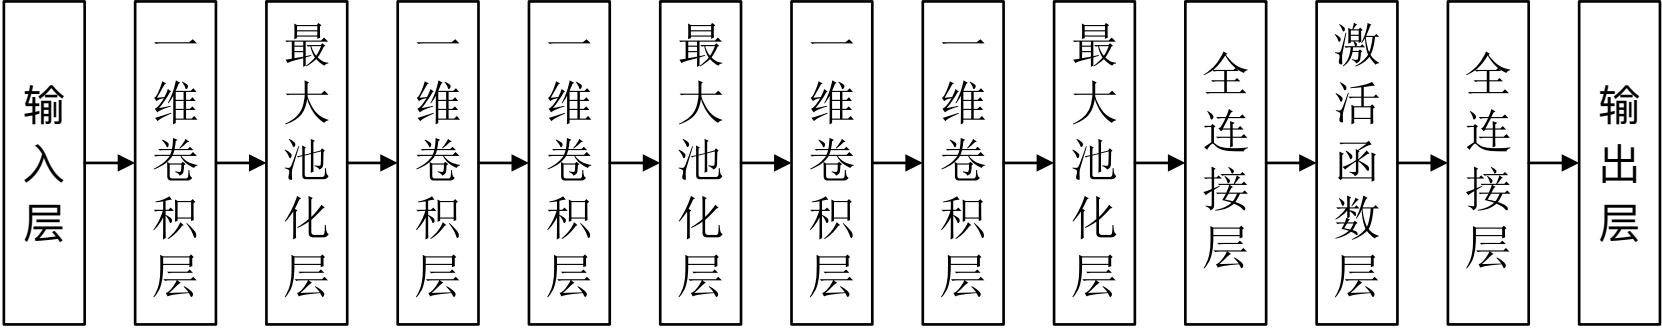 输入层
一维卷积层
最大池化层
一维卷积层
一维卷积层
最大池化层
一维卷积层
一维卷积层
最大池化层
全连接层
激活函数层
全连接层
输出层